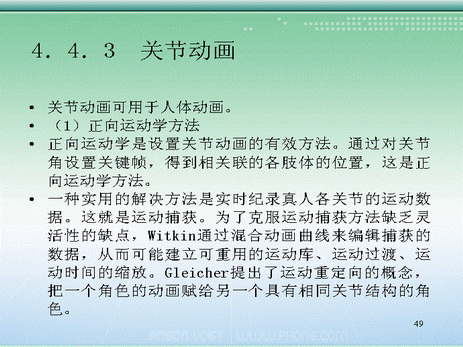 4．4．3　关节动画
• 关节动画可用于人体动画。
• （1）正向运动学方法
• 正向运动学是设置关节动画的有效方法。通过对关节
角设置关键帧，得到相关联的各肢体的位置，这是正
向运动学方法。
• 一种实用的解决方法是实时纪录真人各关节的运动数
据。这就是运动捕获。为了克服运动捕获方法缺乏灵
活性的缺点，Witkin通过混合动画曲线来编辑捕获的
数据，从而可能建立可重用的运动库、运动过渡、运
动时间的缩放。Gleicher提出了运动重定向的概念，
把一个角色的动画赋给另一个具有相同关节结构的角
色。
49